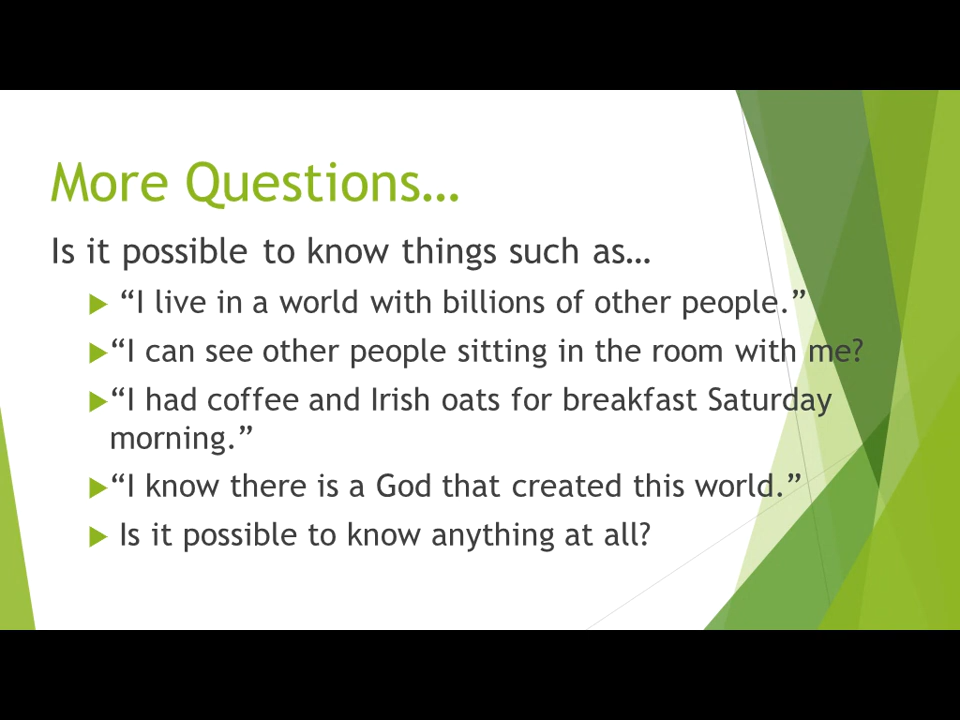 More Questions…
Is it possible to know things such as…
“I live in a world with billions of other people.”
“I can see other people sitting in the room with me?
“I had coffee and Irish oats for breakfast Saturday
morning.”
“I know there is a God that created this world.”
Is it possible to know anything at all?